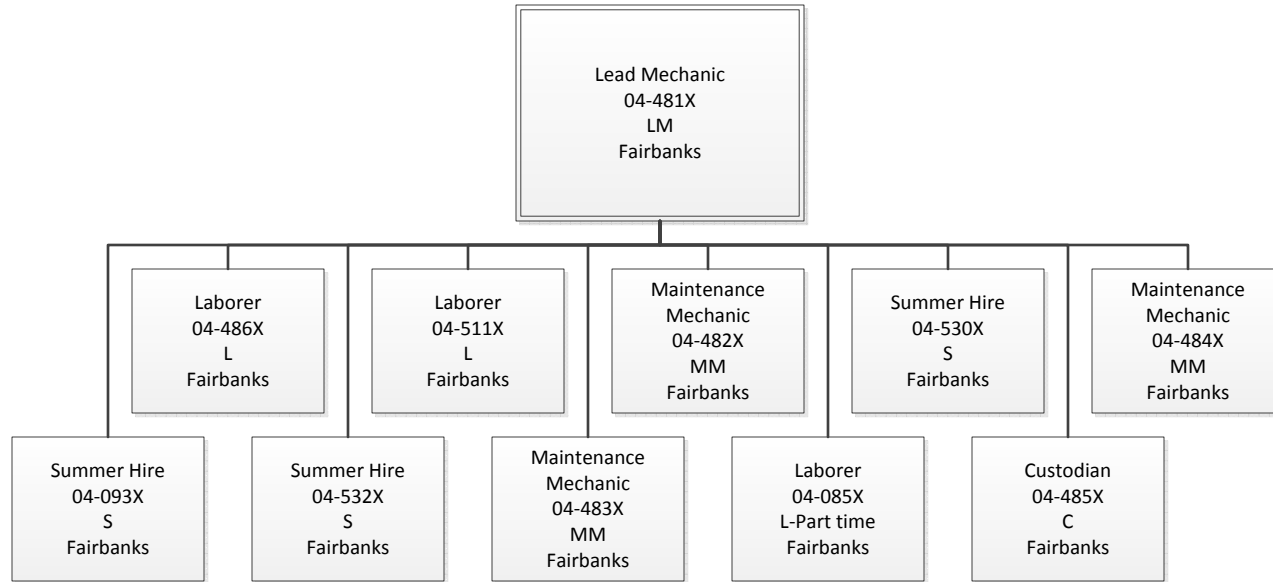 Lead Mechanic
04-481X
LM
Fairbanks
Laborer
04-486X
L
Fairbanks
Laborer
04-511X
L
Fairbanks
Maintenance
Mechanic
04-482X
MM
Fairbanks
Summer Hire
04-530X
S
Fairbanks
Maintenance
Mechanic
04-484X
MM
Fairbanks
Summer Hire
04-093X
S
Fairbanks
Summer Hire
04-532X
S
Fairbanks
Maintenance
Mechanic
04-483X
MM
Fairbanks
Laborer
04-085X
L-Part time
Fairbanks
Custodian
04-485X
C
Fairbanks